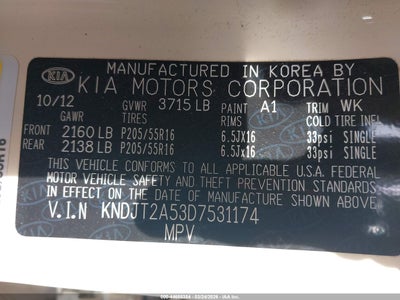 MANUFACTURED IN KOREA BY
KIA KIA MOTORS CORPORATION
10/12 GVWR 3715 LB PAINT A1 TRIM WK
GAWR TIRES RIMS COLD TIRE INFL
FRONT 2160 LB P205/55R16 6.5JX16 33psi SINGLE
REAR 2138 LB P205/55R16 6.5JX16 33psi SINGLE
THIS VEHICLE CONFORMS TO ALL APPLICABLE U.S.A. FEDERAL
MOTOR VEHICLE SAFETY AND THEFT PREVENTION STANDARDS
IN EFFECT ON THE DATE OF MANUFACTURE SHOWN ABOVE.
V.I.N KNDJT2A53D7531174
MPV